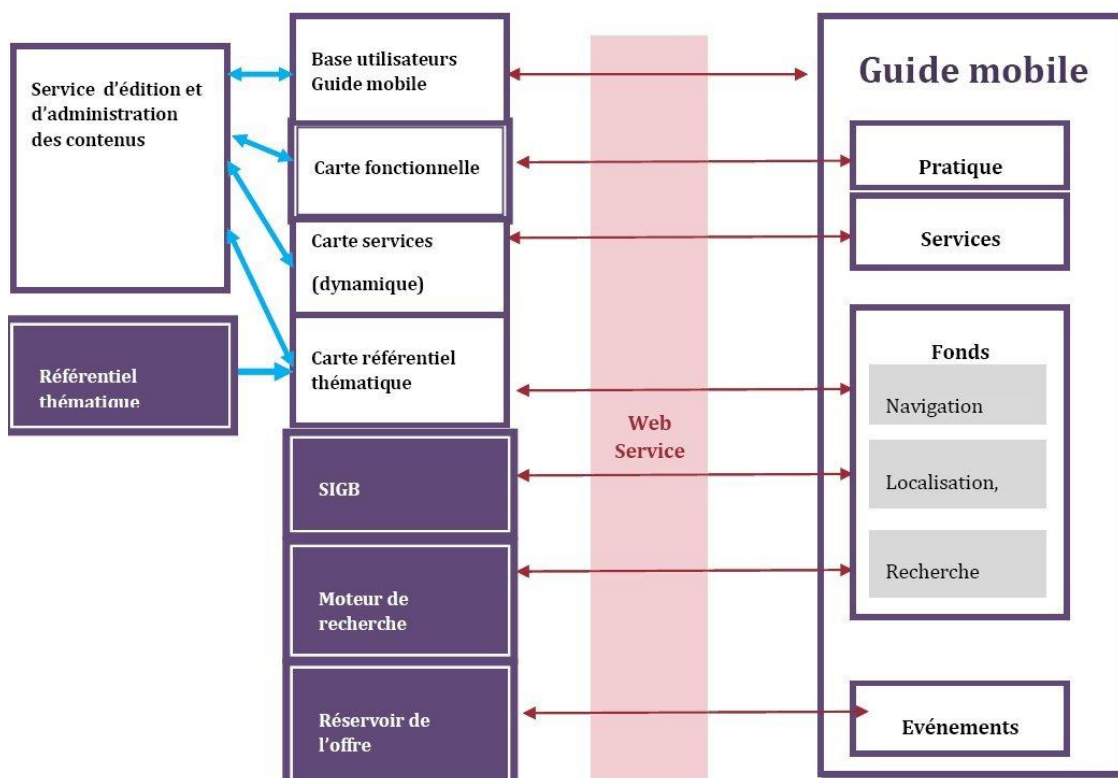 Service d'édition et
d'administration
des contenus
Référentiel
thématique
Base utilisateurs
Guide mobile
Carte fonctionnelle
Carte services
(dynamique)
Carte référentiel
thématique
SIGB
Moteur de
recherche
Réservoir de
l'offre
Web
Service
Guide mobile
Pratique
Services
Fonds
Navigation
Localisation,
Recherche
Evénements